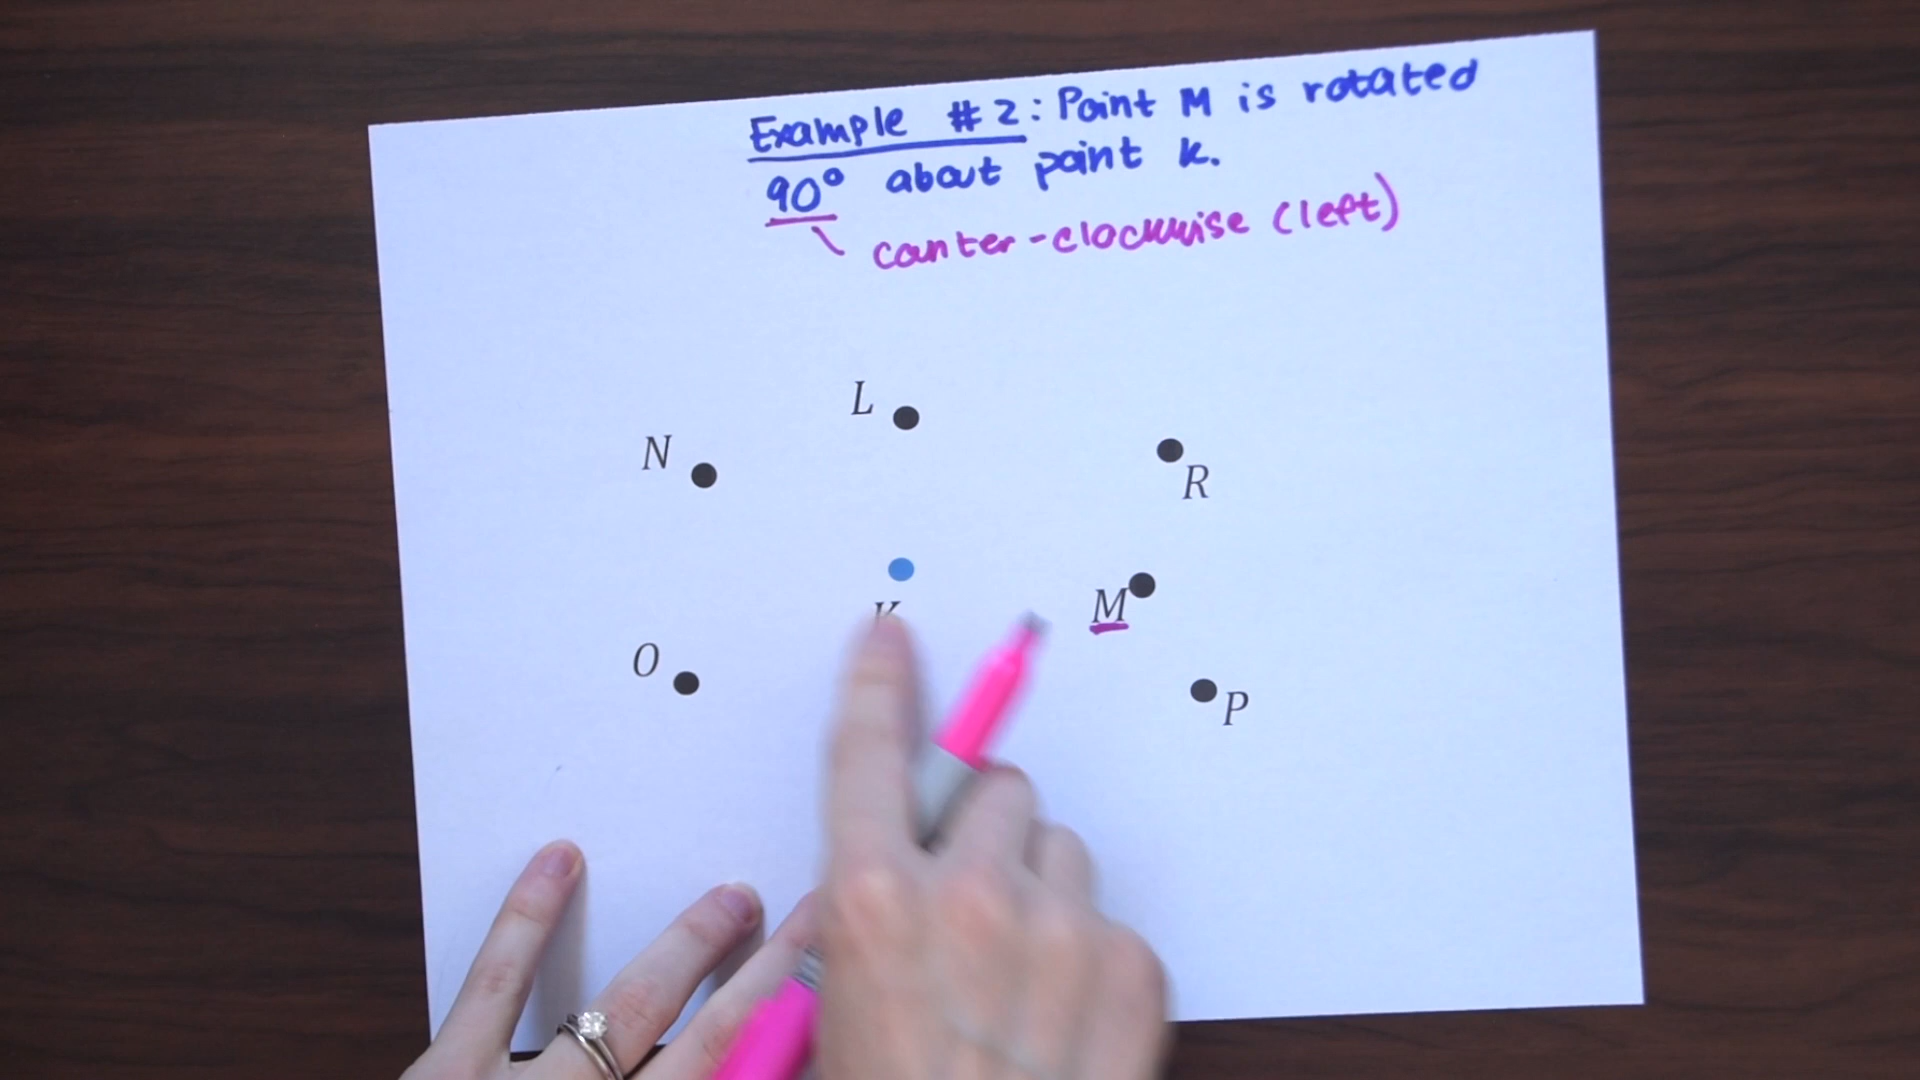 Example #2: Point M is rotated
90° about point K.
counter-clockwise (left)
L
N
R
K
M
O
P